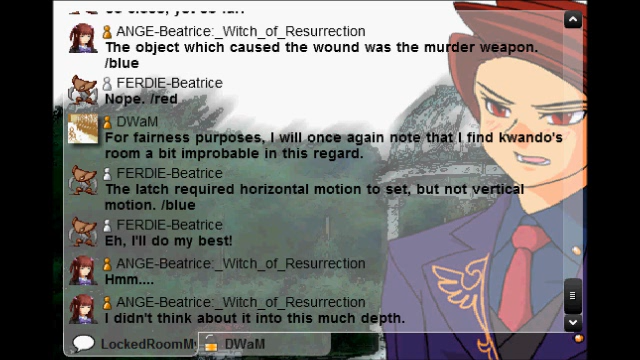 ANGE-Beatrice:_Witch_of_Resurrection
The object which caused the wound was the murder weapon.
/blue
FERDIE-Beatrice
Nope. /red
DWaM
For fairness purposes, I will once again note that I find kwando's
room a bit improbable in this regard.
FERDIE-Beatrice
The latch required horizontal motion to set, but not vertical
motion. /blue
FERDIE-Beatrice
Eh, I'll do my best!
ANGE-Beatrice:_Witch_of_Resurrection
Hmm....
ANGE-Beatrice:_Witch_of_Resurrection
I didn't think about it into this much depth.
LockedRoomMy DWaM